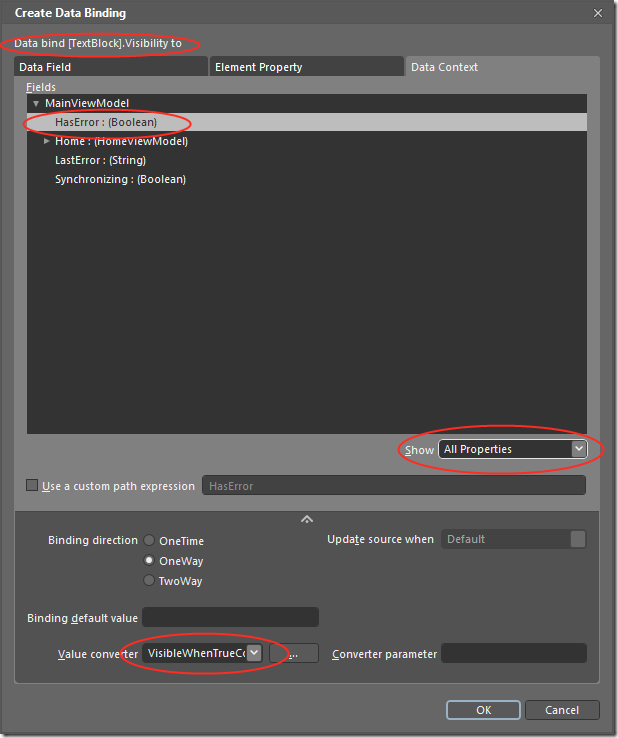 Create Data Binding
Data bind [TextBlock].Visibility to
Data Field Element Property Data Context
Fields
MainViewModel
HasError : (Boolean)
Home : (HomeViewModel)
LastError : (String)
Synchronizing : (Boolean)
Show All Properties
Use a custom path expression HasError
Binding direction OneTime Update source when Default
OneWay
TwoWay
Binding default value
Value converter VisibleWhenTrueCo ... Converter parameter
OK Cancel